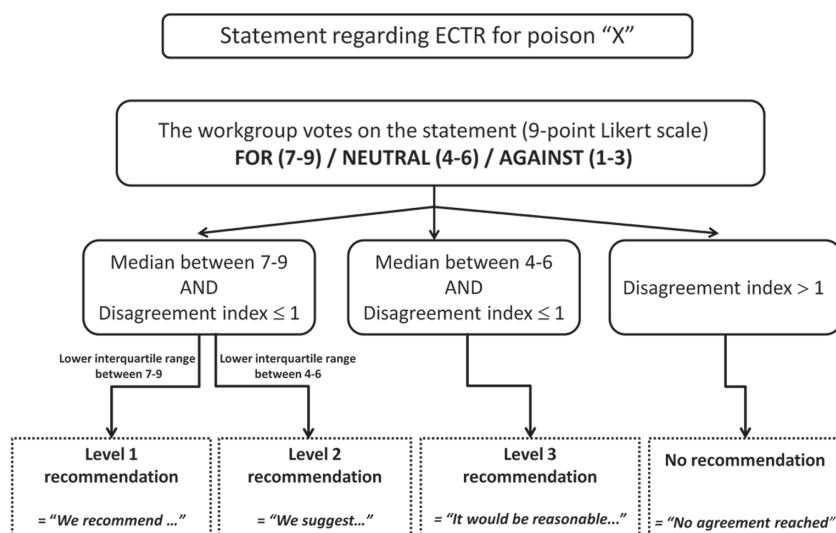 Statement regarding ECTR for poison “X”
The workgroup votes on the statement (9-point Likert scale)
FOR (7-9) / NEUTRAL (4-6) / AGAINST (1-3)
Median between 7-9
AND
Disagreement index ≤ 1
Median between 4-6
AND
Disagreement index ≤ 1
Disagreement index > 1
Lower interquartile range
between 7-9
Lower interquartile range
between 4-6
Level 1
recommendation
= “We recommend …”
Level 2
recommendation
= “We suggest…”
Level 3
recommendation
= “It would be reasonable...”
No recommendation
= “No agreement reached”